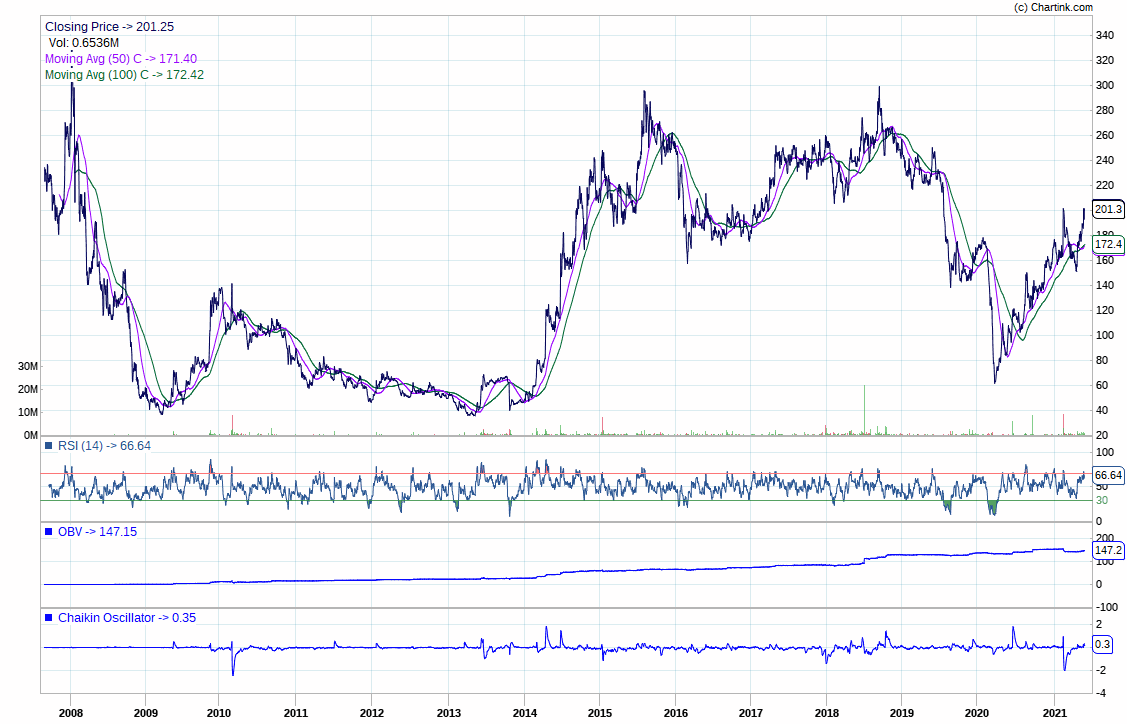 (c) Chartink.com
Closing Price -> 201.25
Vol: 0.6536M
Moving Avg (50) C -> 171.40
Moving Avg (100) C -> 172.42
340
320
300
280
260
240
220
201.3
180
172.4
160
140
120
100
80
60
40
20
30M
20M
10M
0M
RSI (14) -> 66.64
100
66.64
50
30
0
OBV -> 147.15
200
147.2
100
0
-100
Chaikin Oscillator -> 0.35
2
0.3
-2
-4
2008 2009 2010 2011 2012 2013 2014 2015 2016 2017 2018 2019 2020 2021